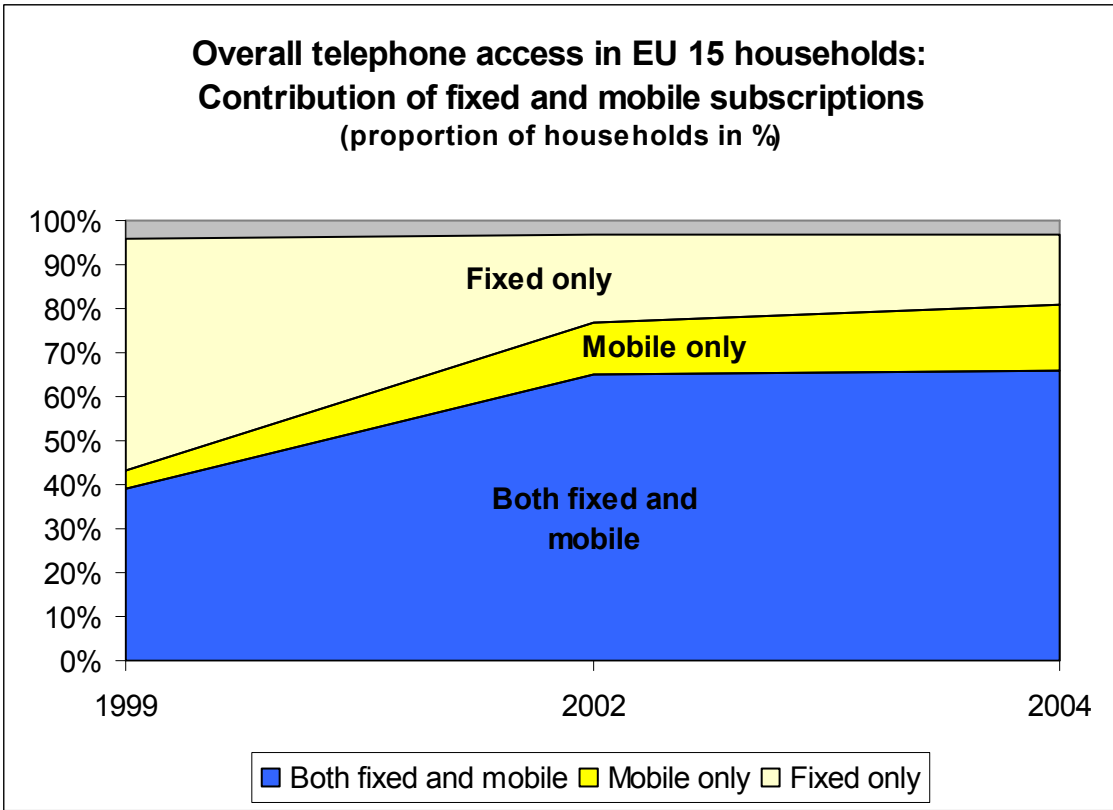 Overall telephone access in EU 15 households:
Contribution of fixed and mobile subscriptions
(proportion of households in %)
100%
90%
80%
70%
60%
50%
40%
30%
20%
10%
0%
Fixed only
Mobile only
Both fixed and
mobile
1999 2002 2004
Both fixed and mobile Mobile only Fixed only